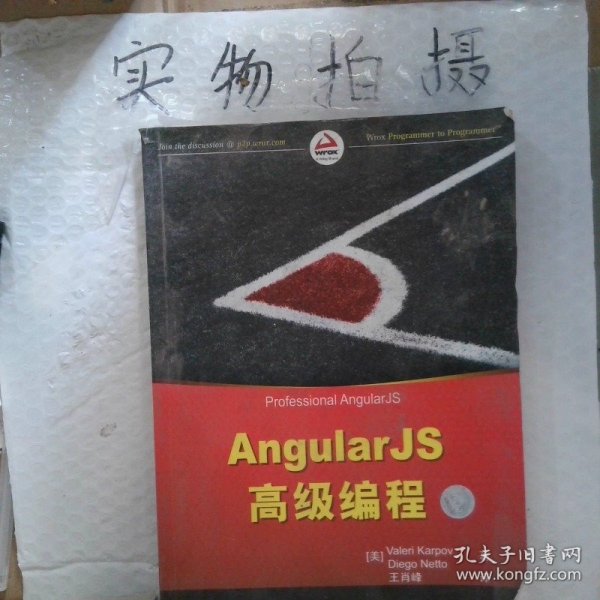 实物拍摄
Join the discussion @ p2p.wrox.com
Wrox Programmer to Programmer™
wrox
Professional AngularJS
AngularJS
高级编程
[美] Valeri Karpov
Diego Netto
王肖峰
孔夫子旧书网
www.kongfz.com